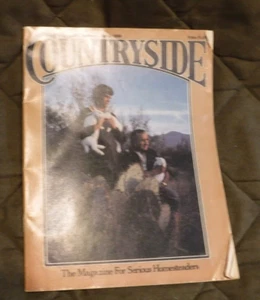 COUNTRYSIDE
The Magazine For Serious Homesteaders